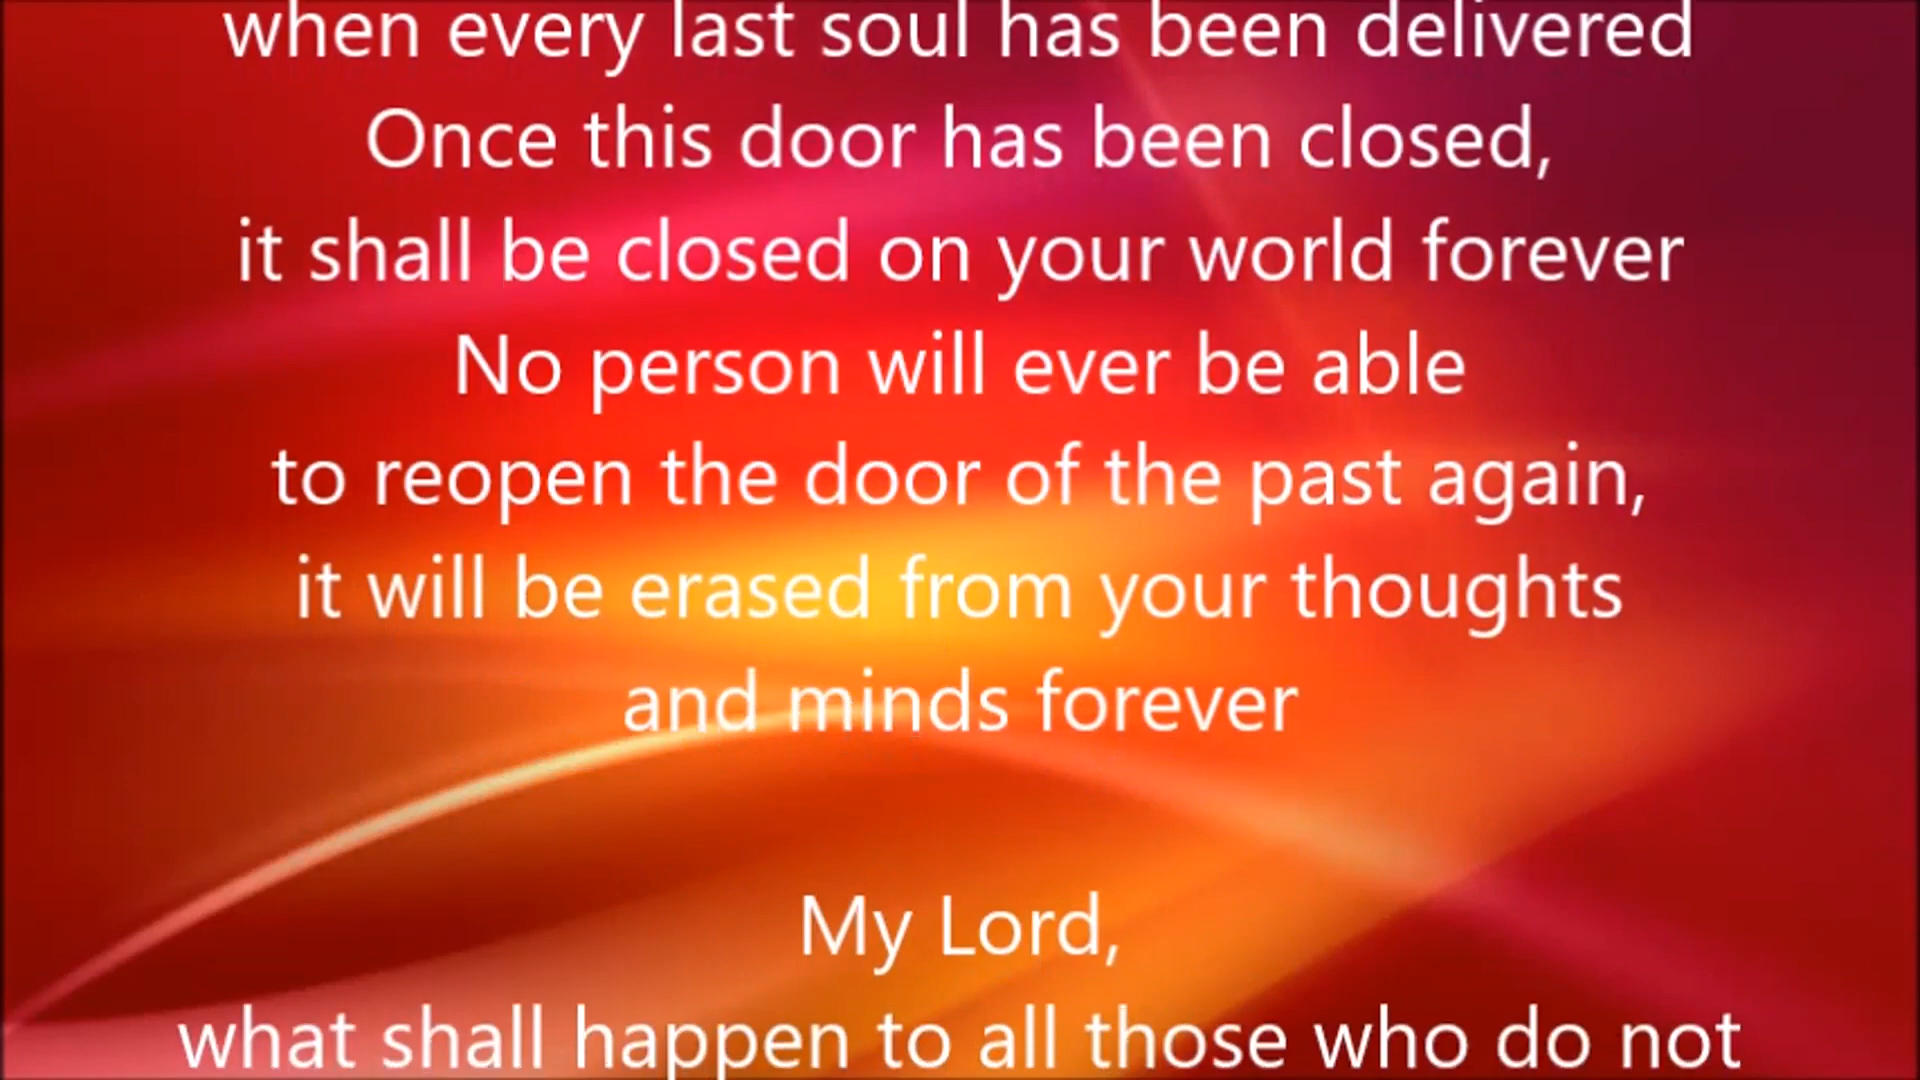 when every last soul has been delivered
Once this door has been closed,
it shall be closed on your world forever
No person will ever be able
to reopen the door of the past again,
it will be erased from your thoughts
and minds forever
My Lord,
what shall happen to all those who do not